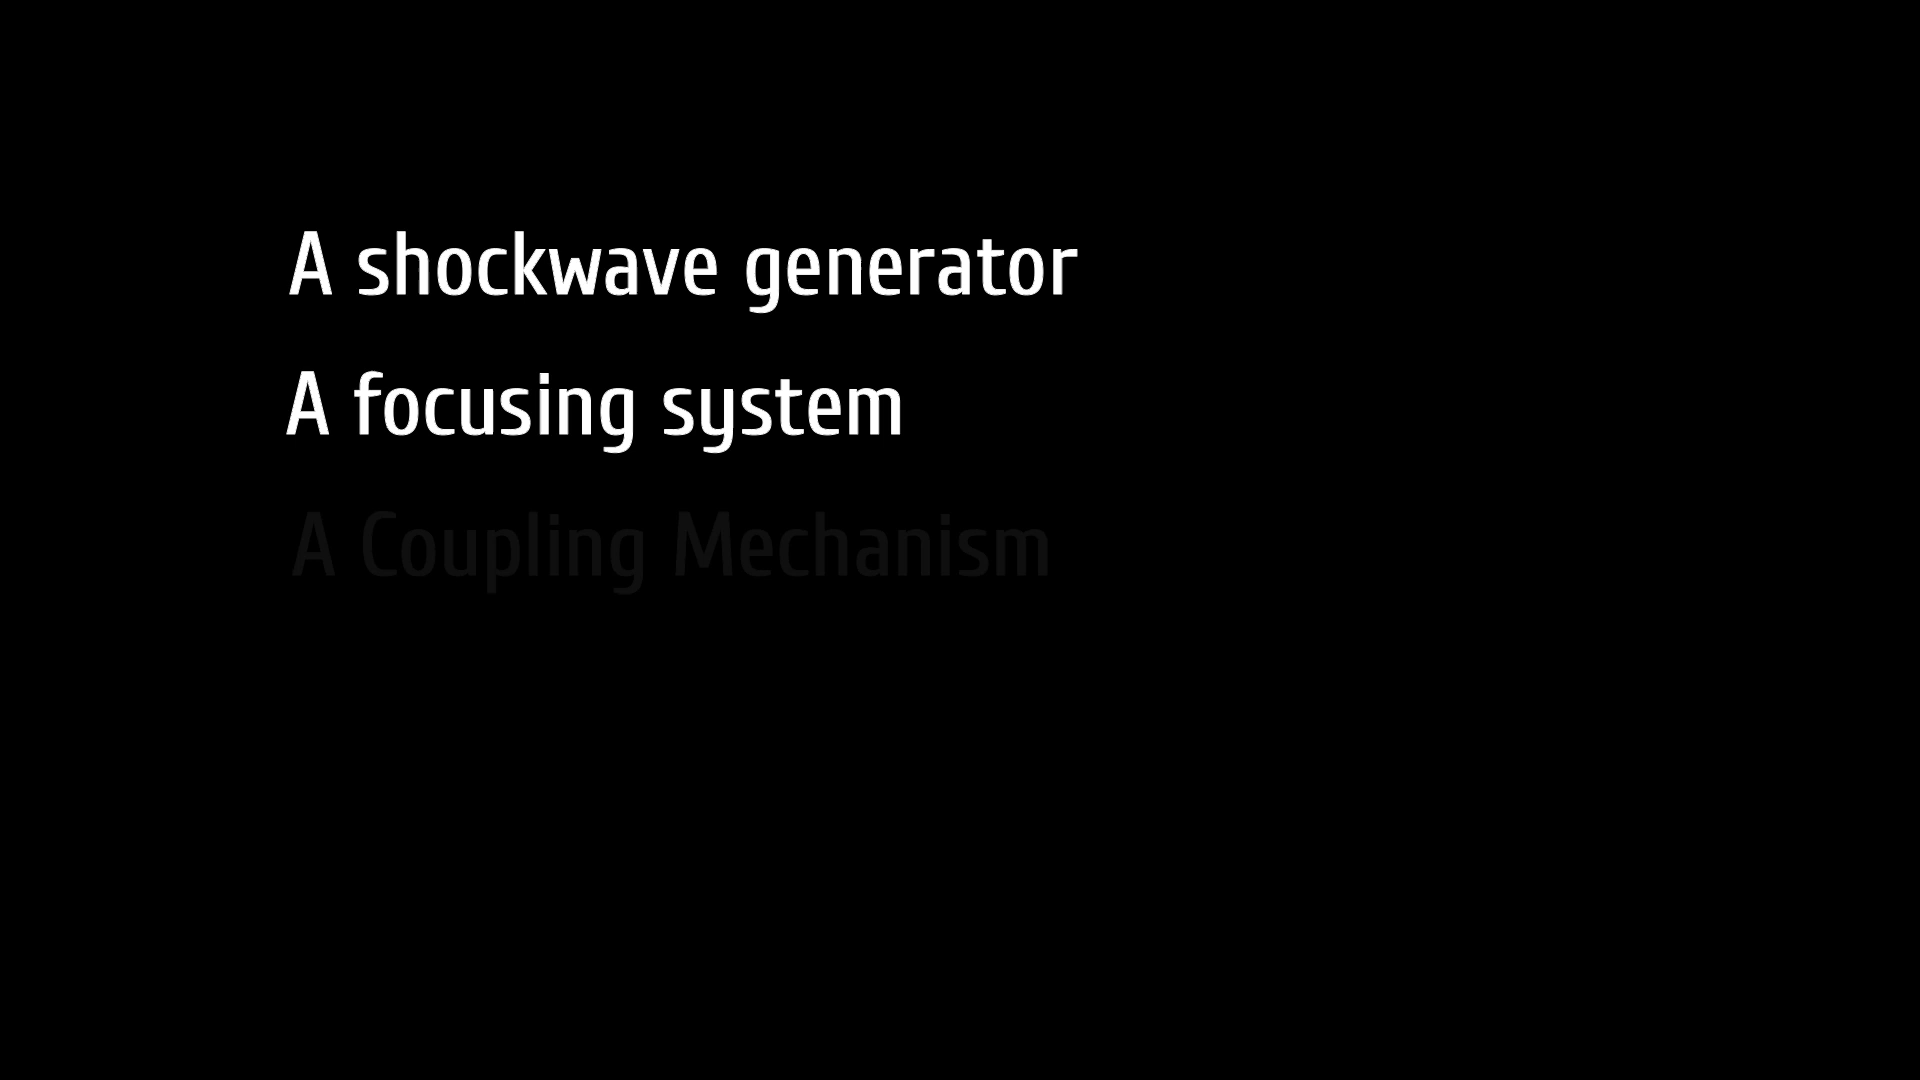 A shockwave generator
A focusing system
A Coupling Mechanism